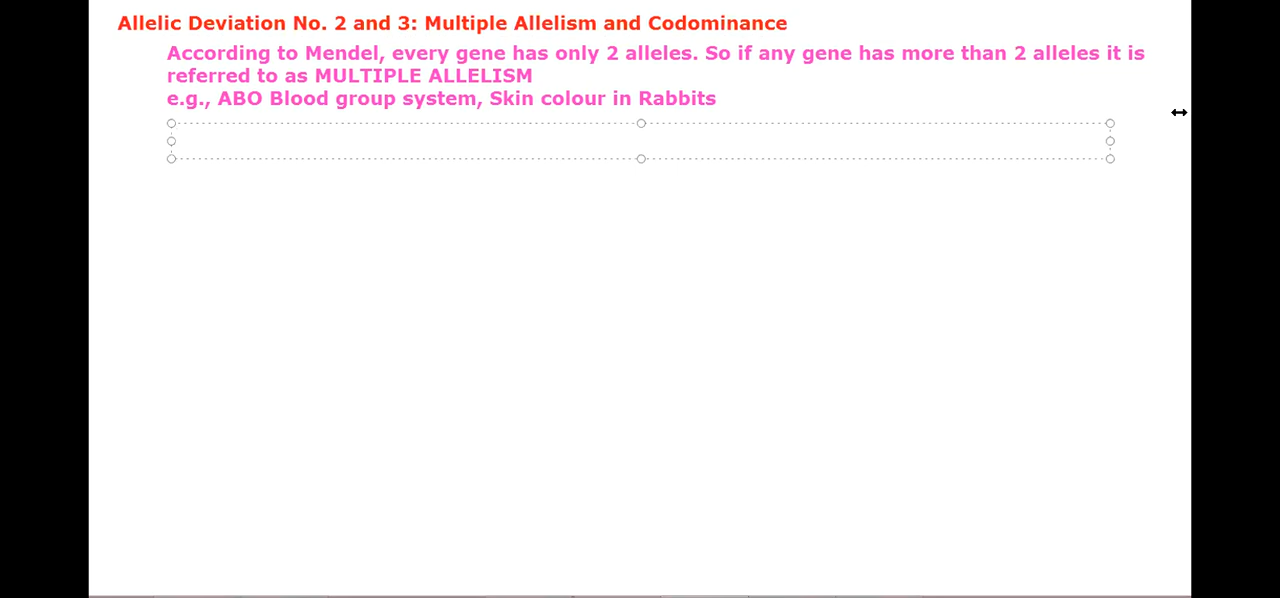 Allelic Deviation No. 2 and 3: Multiple Allelism and Codominance
According to Mendel, every gene has only 2 alleles. So if any gene has more than 2 alleles it is
referred to as MULTIPLE ALLELISM
e.g., ABO Blood group system, Skin colour in Rabbits